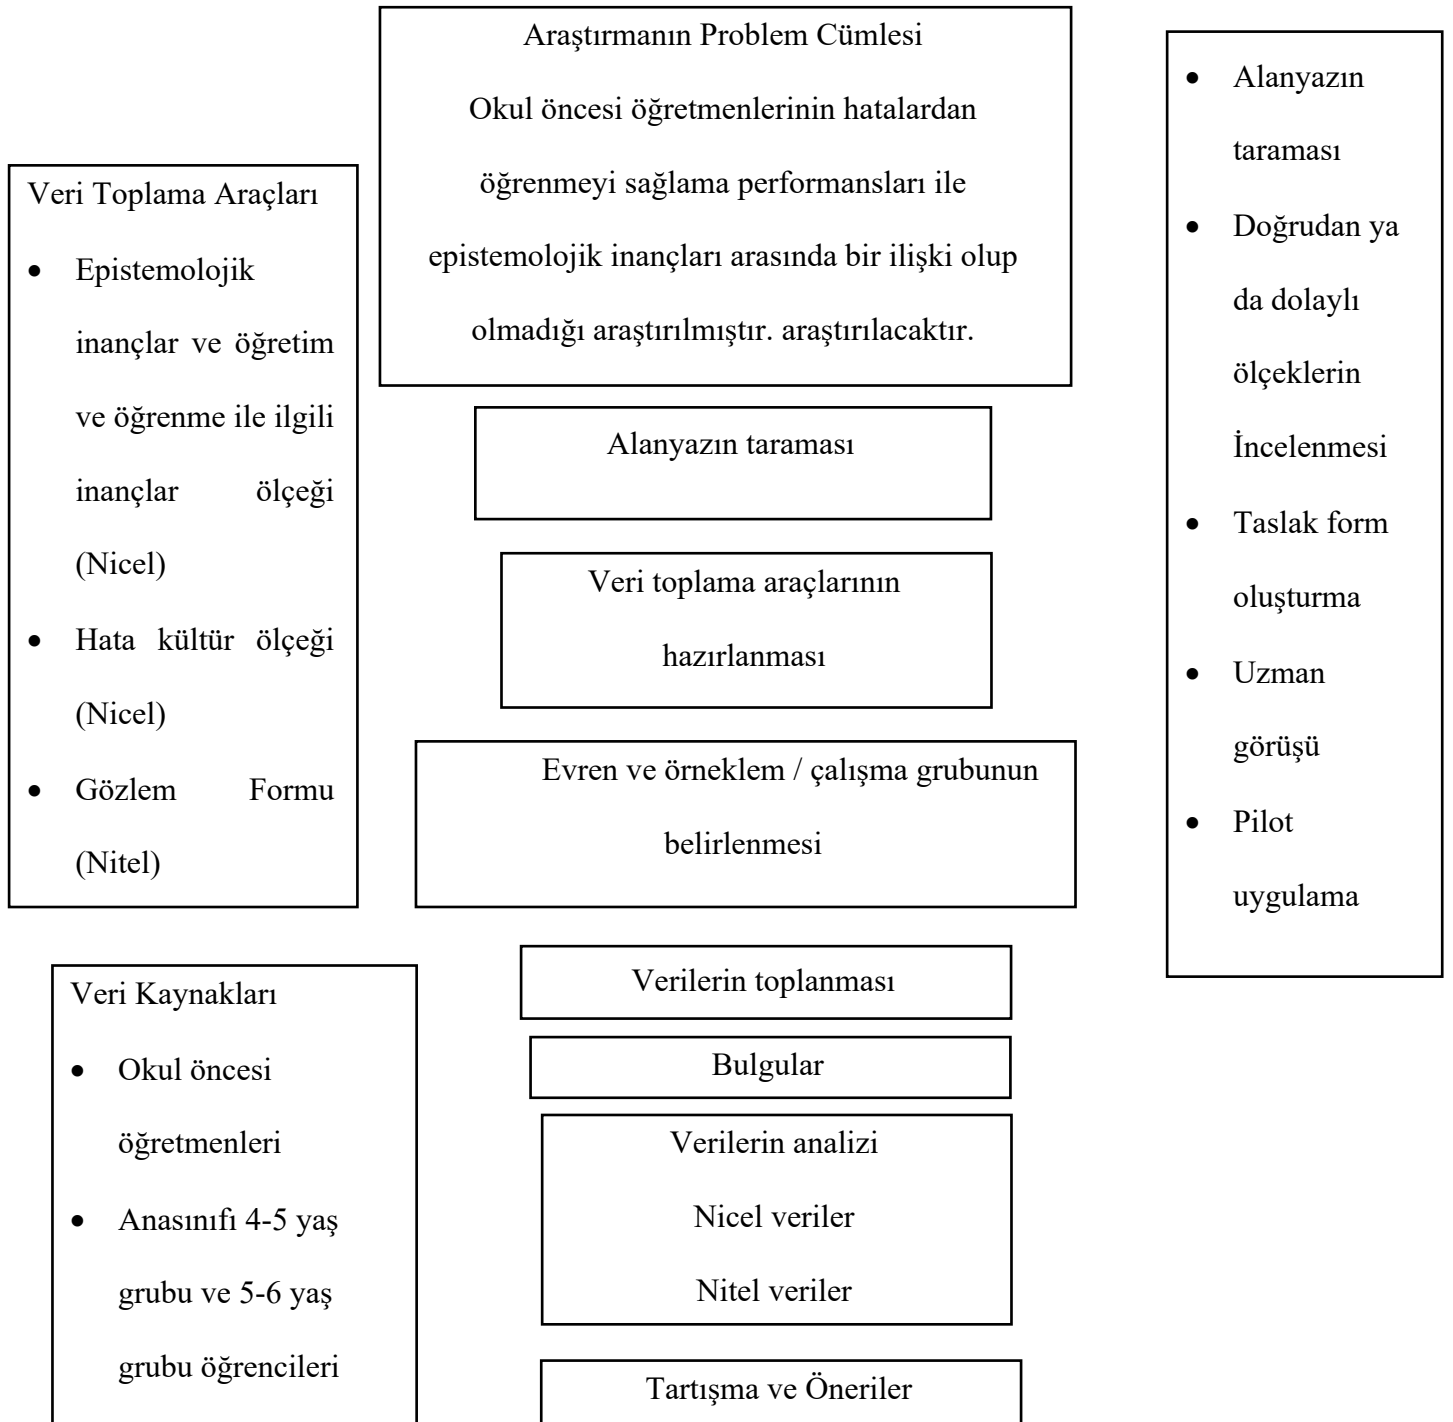 Araştırmanın Problem Cümlesi
Okul öncesi öğretmenlerinin hatalardan
öğrenmeyi sağlama performansları ile
epistemolojik inançları arasında bir ilişki olup
olmadığı araştırılmıştır. araştırılacaktır.
Veri Toplama Araçları
• Epistemolojik
inançlar ve öğretim
ve öğrenme ile ilgili
inançlar ölçeği
(Nicel)
• Hata kültür ölçeği
(Nicel)
• Gözlem Formu
(Nitel)
Alanyazın taraması
Veri toplama araçlarının
hazırlanması
Evren ve örneklem / çalışma grubunun
belirlenmesi
• Alanyazın
taraması
• Doğrudan ya
da dolaylı
ölçeklerin
İncelenmesi
• Taslak form
oluşturma
• Uzman
görüşü
• Pilot
uygulama
Veri Kaynakları
• Okul öncesi
öğretmenleri
• Anasınıfı 4-5 yaş
grubu ve 5-6 yaş
grubu öğrencileri
Verilerin toplanması
Bulgular
Verilerin analizi
Nicel veriler
Nitel veriler
Tartışma ve Öneriler